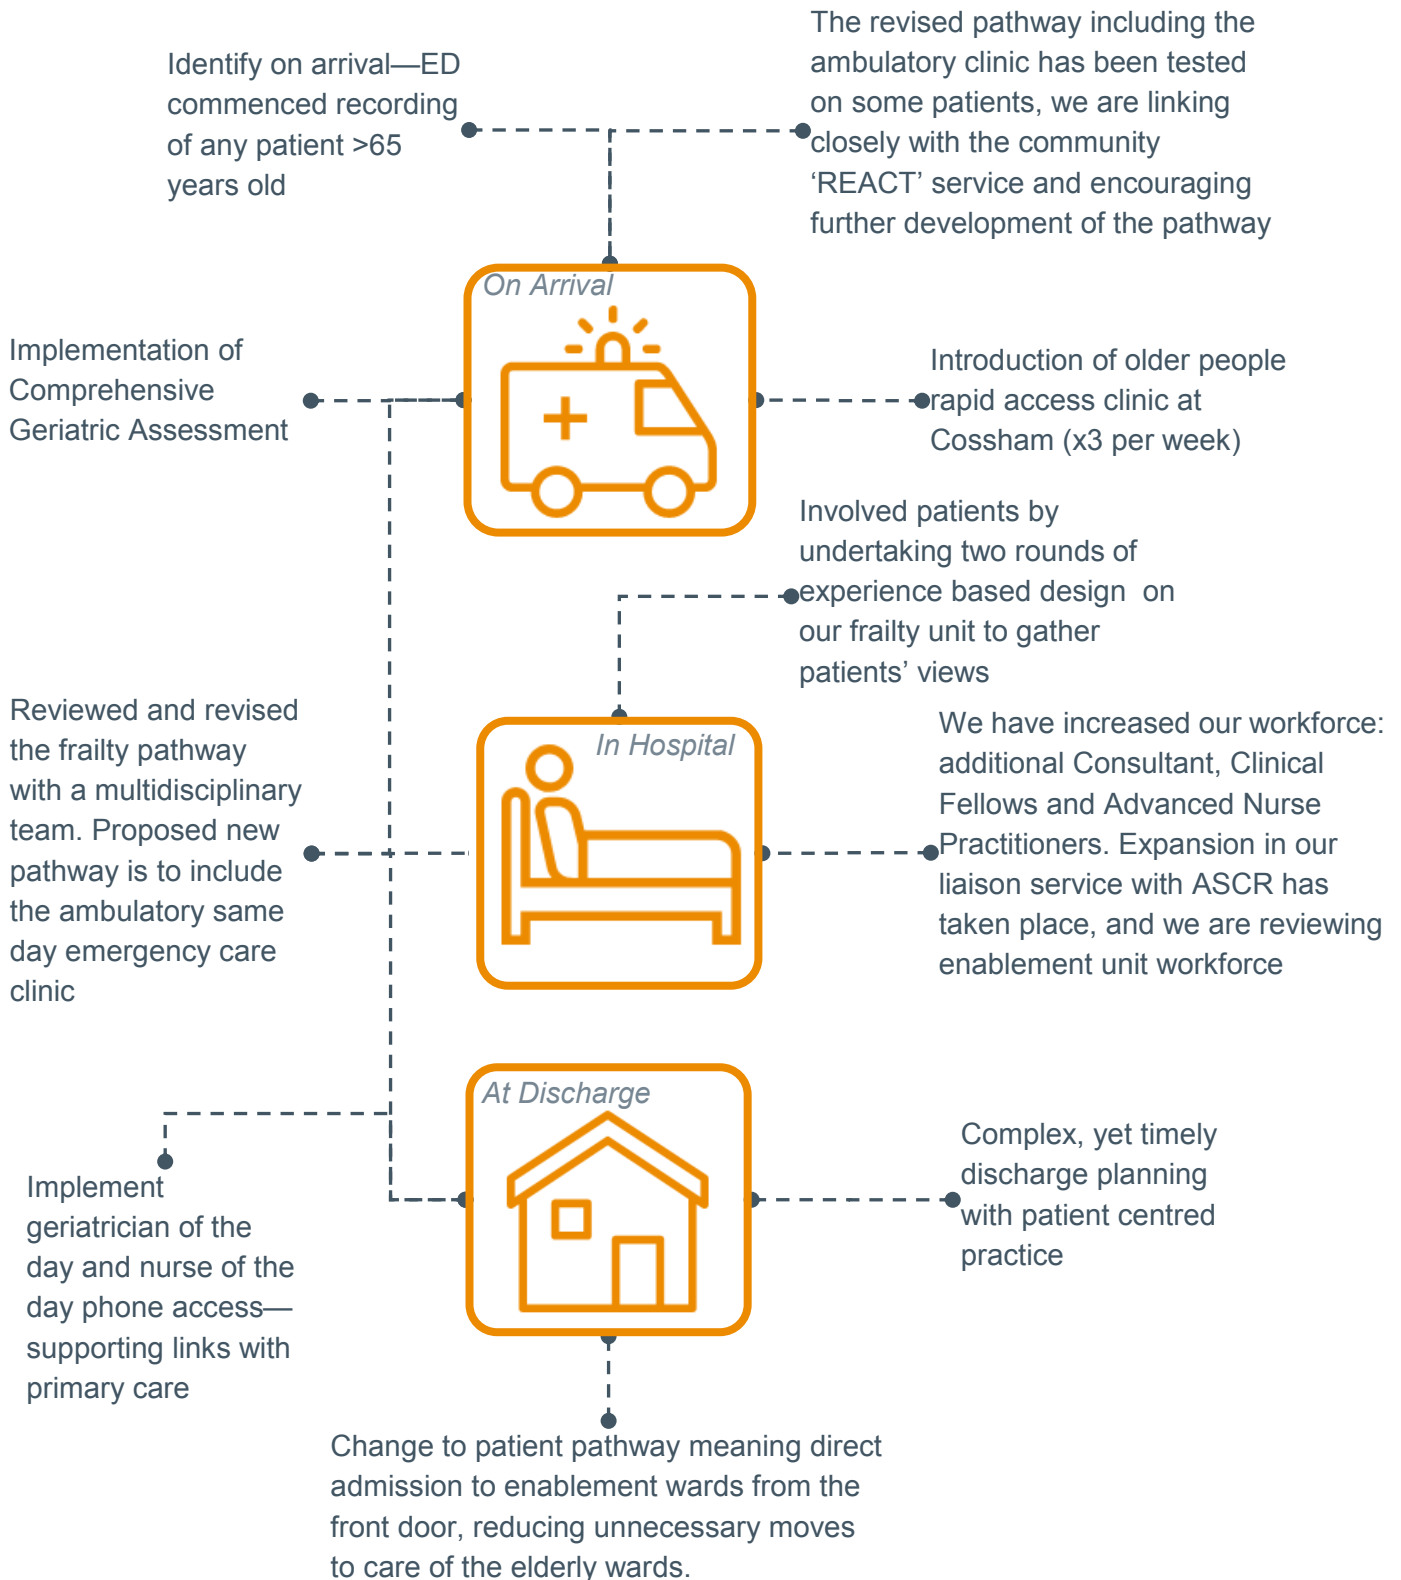 Identify on arrival—ED
commenced recording
of any patient >65
years old
The revised pathway including the
ambulatory clinic has been tested
on some patients, we are linking
closely with the community
‘REACT’ service and encouraging
further development of the pathway
On Arrival
Implementation of
Comprehensive
Geriatric Assessment
Introduction of older people
rapid access clinic at
Cossham (x3 per week)
Involved patients by
undertaking two rounds of
experience based design  on
our frailty unit to gather
patients’ views
Reviewed and revised
the frailty pathway
with a multidisciplinary
team. Proposed new
pathway is to include
the ambulatory same
day emergency care
clinic
In Hospital
We have increased our workforce:
additional Consultant, Clinical
Fellows and Advanced Nurse
Practitioners. Expansion in our
liaison service with ASCR has
taken place, and we are reviewing
enablement unit workforce
At Discharge
Implement
geriatrician of the
day and nurse of the
day phone access—
supporting links with
primary care
Complex, yet timely
discharge planning
with patient centred
practice
Change to patient pathway meaning direct
admission to enablement wards from the
front door, reducing unnecessary moves
to care of the elderly wards.